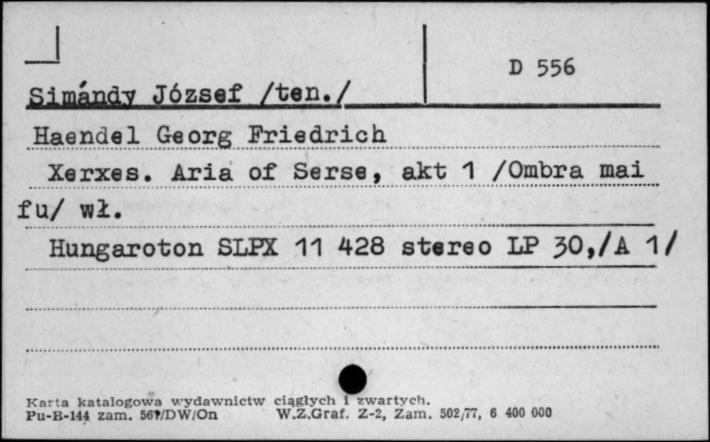 D 556
Simándy József /ten./
Haendel Georg Friedrich
Xerxes. Aria of Serse, akt 1 /Ombra mai
fu/ wł.
Hungaroton SLPX 11 428 stereo LP 30,/A 1/
Karta katalogowa wydawnictw ciągłych i zwartych.
Pu-B-144 zam. /DW/On W.Z.Graf. Z-2, Zam. 502/77, 6 400 000